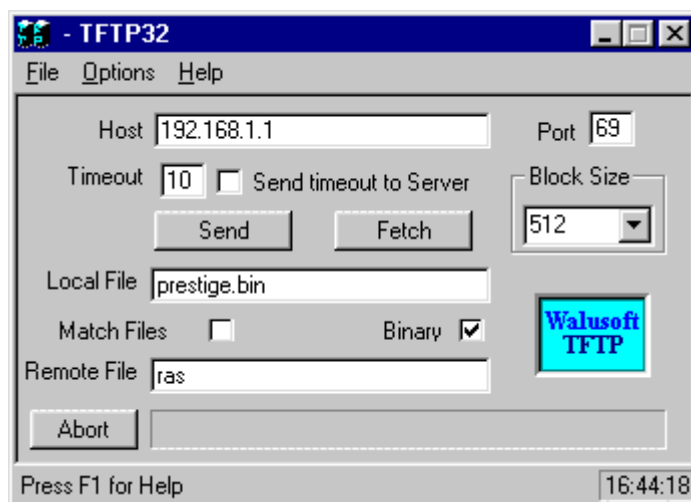 - TFTP32
File Options Help
Host 192.168.1.1 Port 69
Timeout 10 Send timeout to Server Block Size
512
Send Fetch
Local File prestige.bin
Match Files Binary
Walusoft
TFTP
Remote File ras
Abort
Press F1 for Help 16:44:18